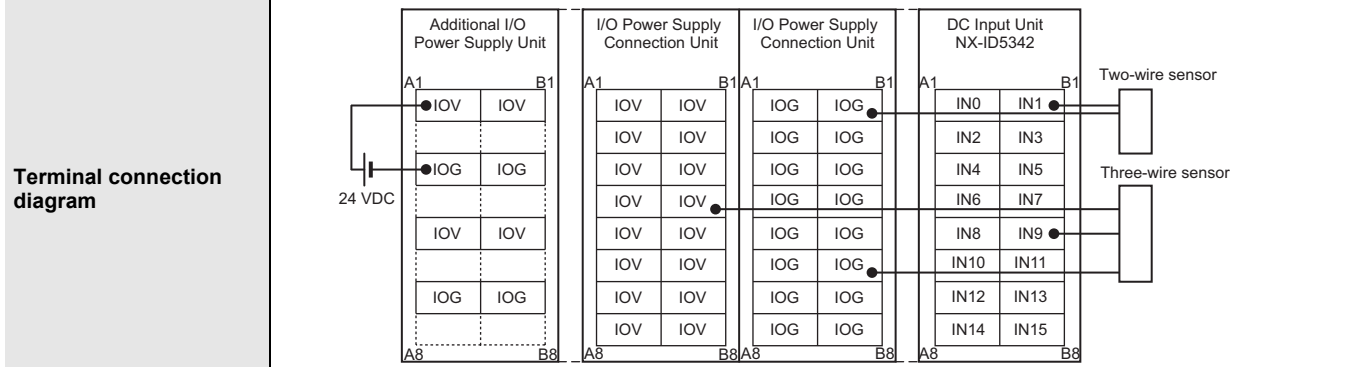 Terminal connection
diagram
Additional I/O
Power Supply Unit
I/O Power Supply
Connection Unit
I/O Power Supply
Connection Unit
DC Input Unit
NX-ID5342
A1 B1 A1 B1 A1 B1 A1 B1
Two-wire sensor
IOV IOV IOV IOV IOG IOG IN0 IN1
IOV IOV IOG IOG IN2 IN3
IOG IOG IOV IOV IOG IOG IN4 IN5
Three-wire sensor
24 VDC
IOV IOV IOG IOG IN6 IN7
IOV IOV IOV IOV IOG IOG IN8 IN9
IOV IOV IOG IOG IN10 IN11
IOG IOG IOV IOV IOG IOG IN12 IN13
IOV IOV IOG IOG IN14 IN15
A8 B8 A8 B8 A8 B8 A8 B8